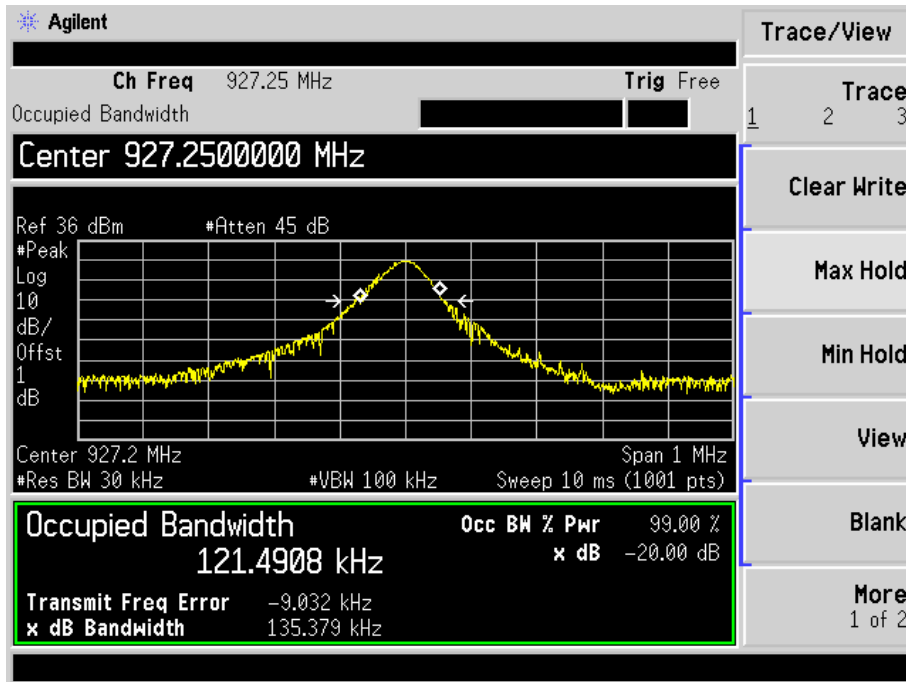 Agilent
Ch Freq 927.25 MHz Trig Free
Occupied Bandwidth
Center 927.2500000 MHz
Ref 36 dBm #Atten 45 dB
#Peak
Log
10
dB/
Offst
1
dB
Center 927.2 MHz Span 1 MHz
#Res BW 30 kHz #VBW 100 kHz Sweep 10 ms (1001 pts)
Occupied Bandwidth Occ BW % Pwr 99.00 %
121.4908 kHz x dB -20.00 dB
Transmit Freq Error -9.032 kHz
x dB Bandwidth 135.379 kHz
Trace/View
Trace
1 2 3
Clear Write
Max Hold
Min Hold
View
Blank
More
1 of 2